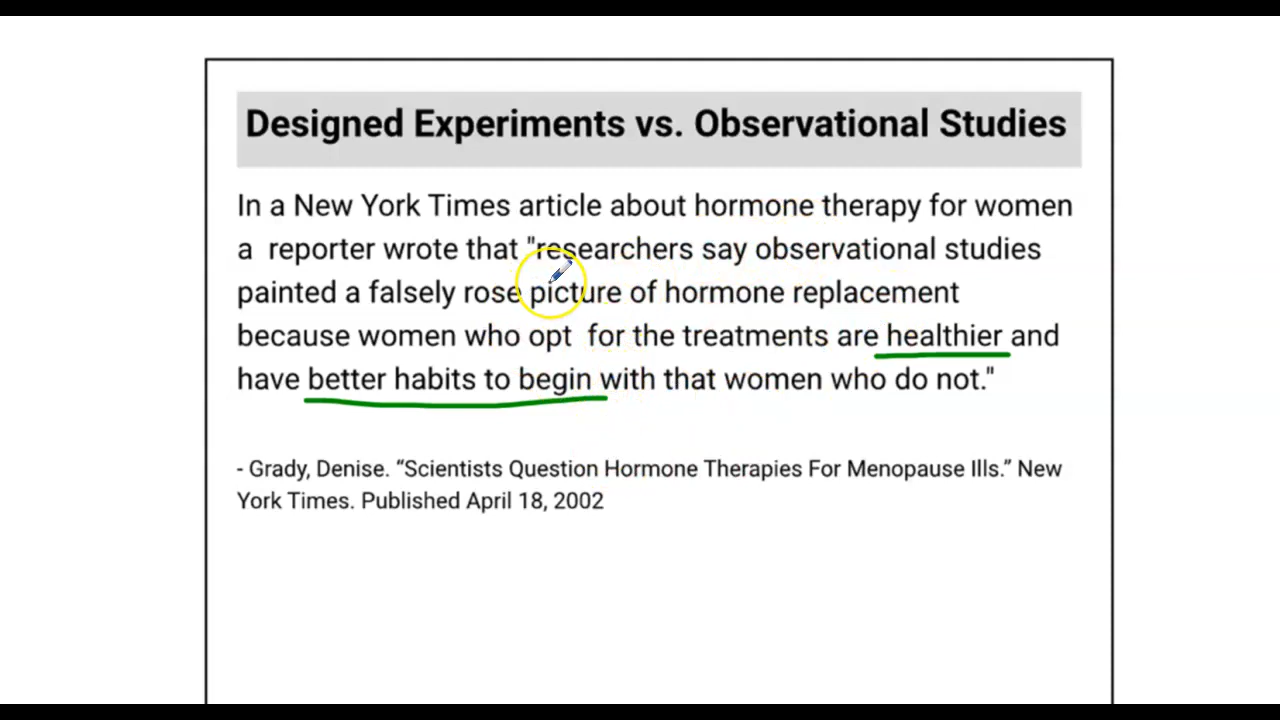 Designed Experiments vs. Observational Studies
In a New York Times article about hormone therapy for women
a reporter wrote that "researchers say observational studies
painted a falsely rose picture of hormone replacement
because women who opt for the treatments are healthier and
have better habits to begin with that women who do not."
- Grady, Denise. “Scientists Question Hormone Therapies For Menopause Ills.” New
York Times. Published April 18, 2002